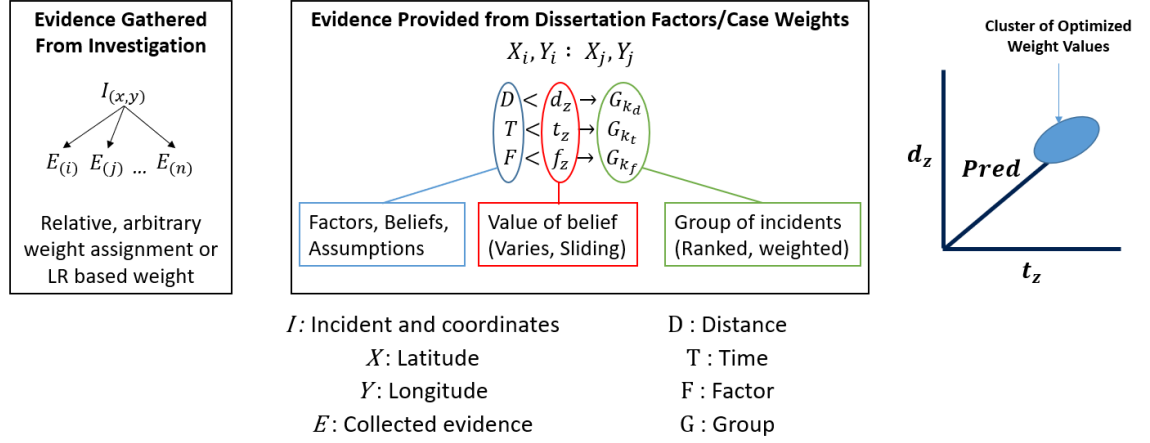 Evidence Gathered
From Investigation
I(x,y)
E(i) E(j) ... E(n)
Relative, arbitrary
weight assignment or
LR based weight
Evidence Provided from Dissertation Factors/Case Weights
Xi, Yi : Xj, Yj
D < dz → Gkd
T < tz → Gkt
F < fz → Gkf
Factors, Beliefs,
Assumptions
Value of belief
(Varies, Sliding)
Group of incidents
(Ranked, weighted)
Cluster of Optimized
Weight Values
dz
Pred
tz
I: Incident and coordinates
X: Latitude
Y: Longitude
E: Collected evidence
D : Distance
T : Time
F : Factor
G : Group